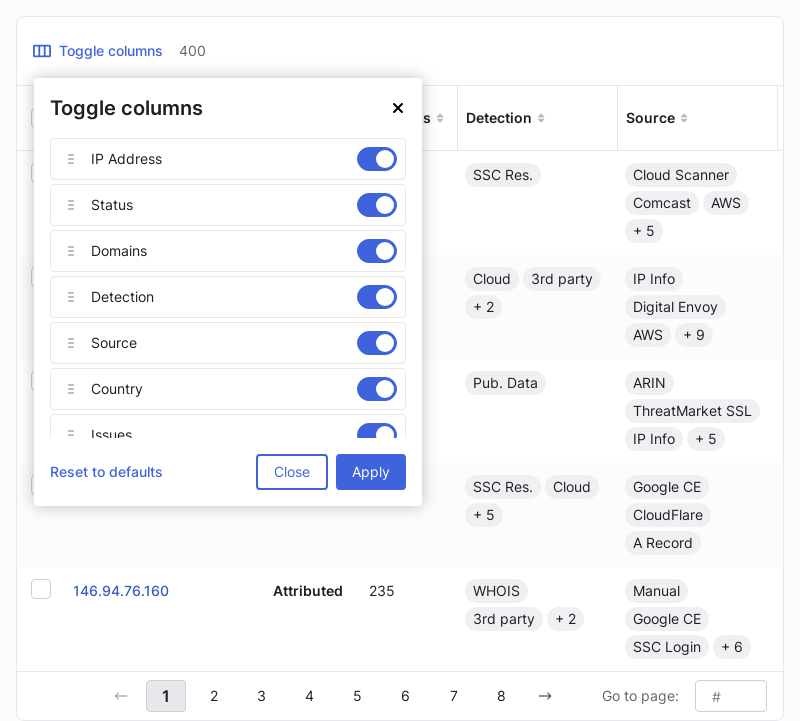 Toggle columns 400
Toggle columns
s Detection Source
IP Address
Status
Domains
Detection
Source
Country
Issues
Reset to defaults Close Apply
SSC Res. Cloud Scanner
Comcast AWS
+ 5
Cloud 3rd party IP Info
+ 2 Digital Envoy
AWS + 9
Pub. Data ARIN
ThreatMarket SSL
IP Info + 5
SSC Res. Cloud Google CE
+ 5 CloudFlare
A Record
146.94.76.160 Attributed 235 WHOIS Manual
3rd party + 2 Google CE
SSC Login + 6
← 1 2 3 4 5 6 7 8 → Go to page: #